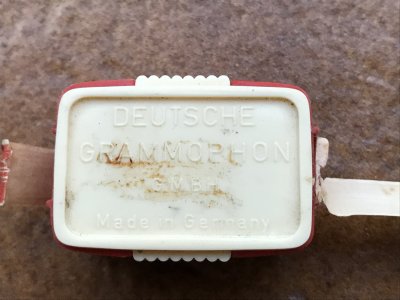 DEUTSCHE
GRAMMOPHON
G.M.B.H.
Made in Germany